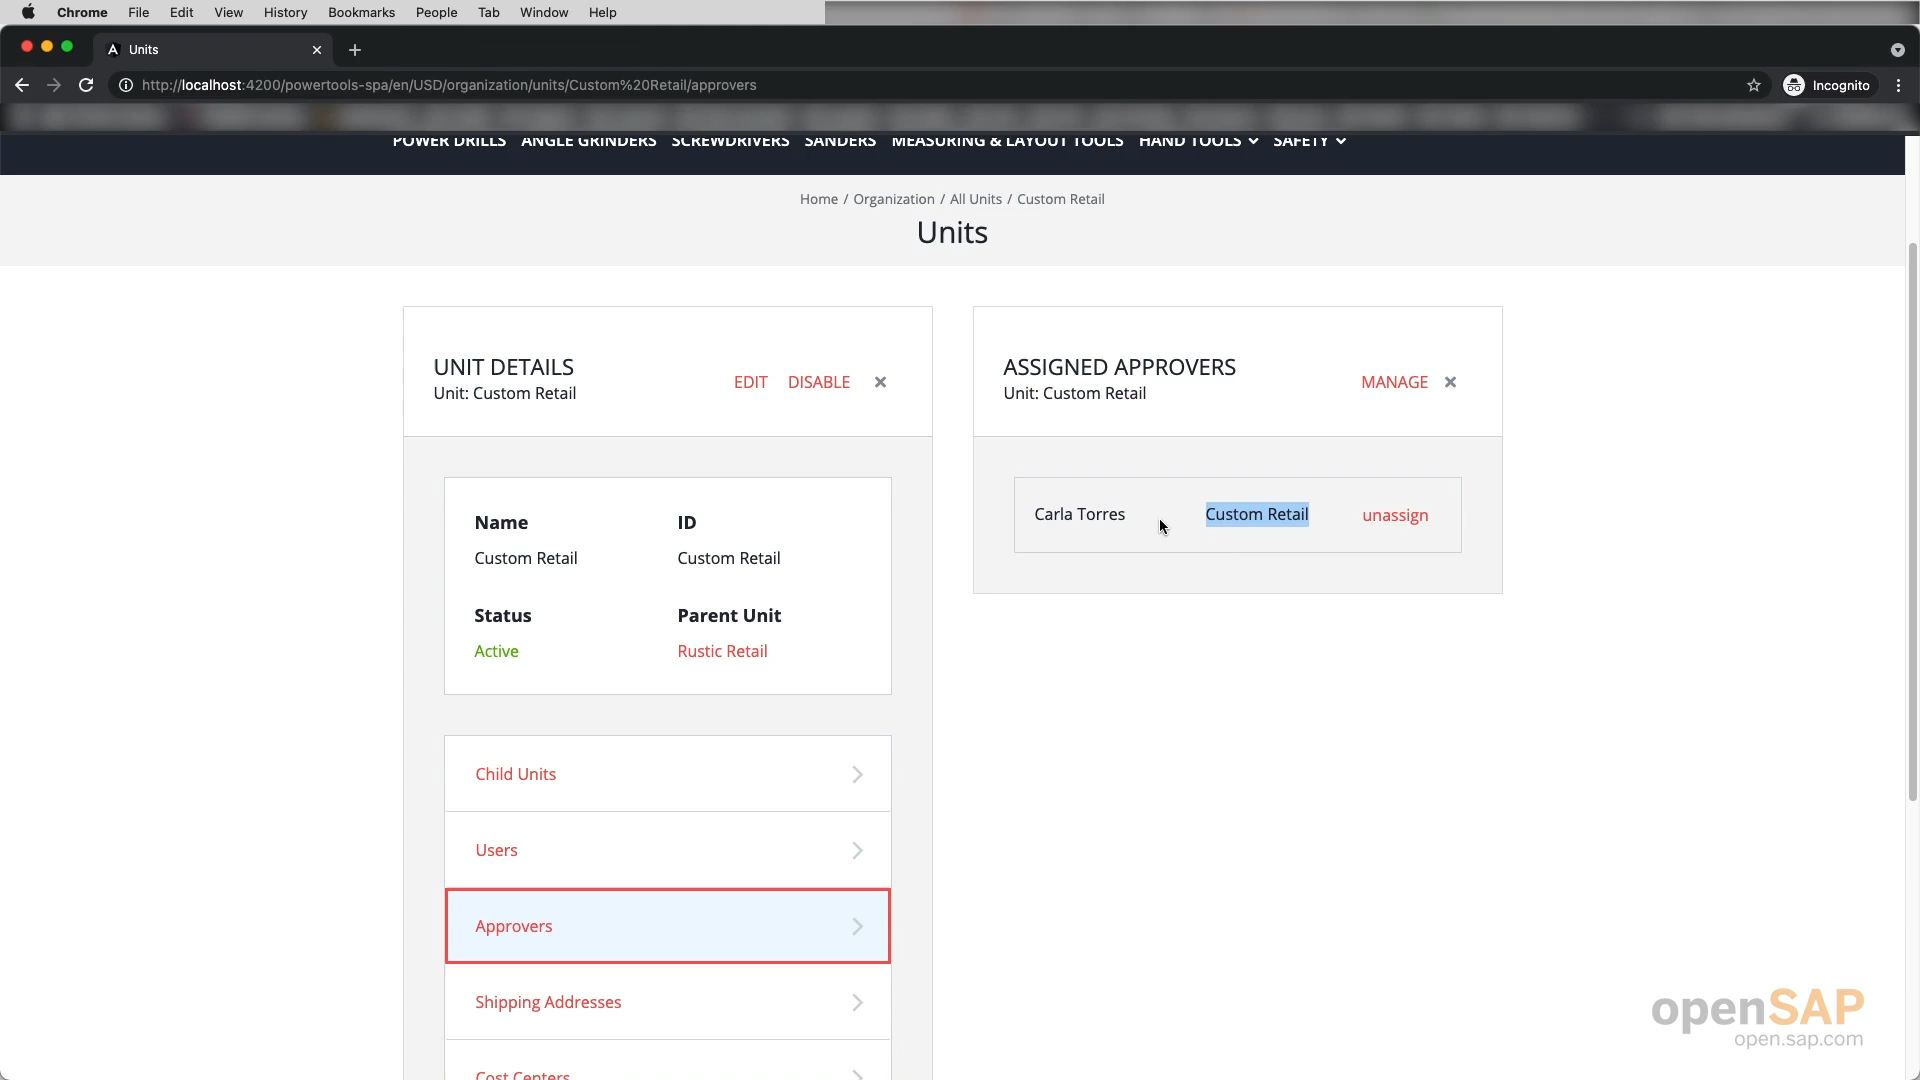 Chrome File Edit View History Bookmarks People Tab Window Help
Units
http://localhost:4200/powertools-spa/en/USD/organization/units/Custom%20Retail/approvers
Incognito
POWER DRILLS ANGLE GRINDERS SCREWDRIVERS SANDERS MEASURING & LAYOUT TOOLS HAND TOOLS SAFETY
Home / Organization / All Units / Custom Retail
Units
UNIT DETAILS
Unit: Custom Retail
EDIT DISABLE
Name ID
Custom Retail Custom Retail
Status Parent Unit
Active Rustic Retail
Child Units
Users
Approvers
Shipping Addresses
Cost Centers
ASSIGNED APPROVERS
Unit: Custom Retail
MANAGE
Carla Torres Custom Retail unassign
openSAP
open.sap.com